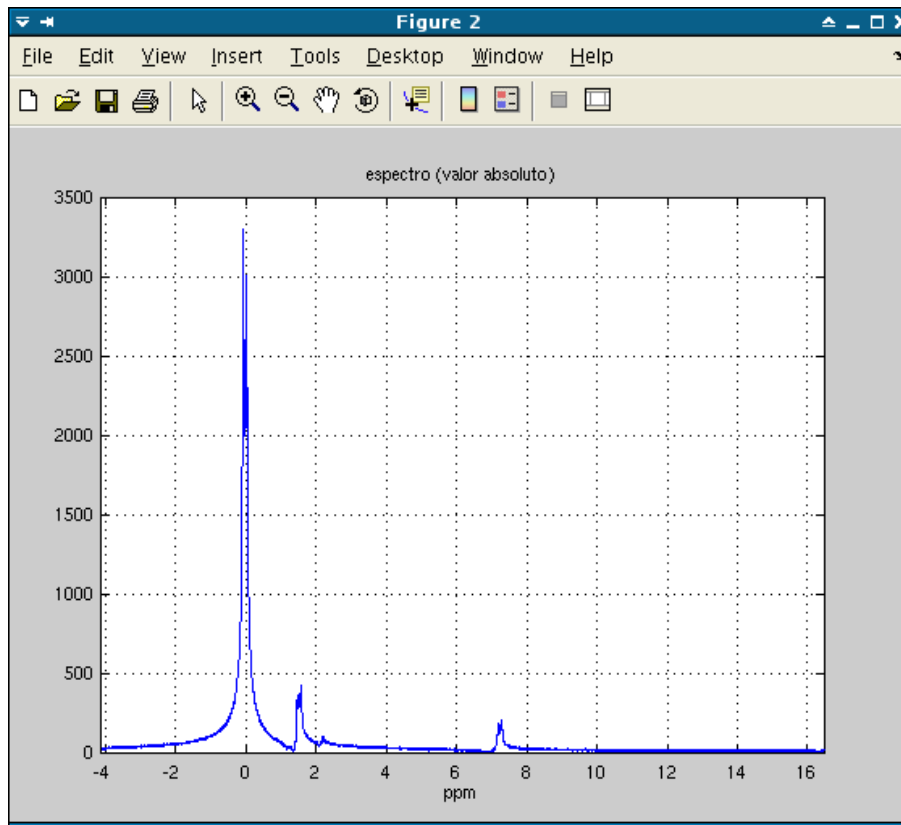 Figure 2
File Edit View Insert Tools Desktop Window Help
espectro (valor absoluto)
3500
3000
2500
2000
1500
1000
500
0
-4 -2 0 2 4 6 8 10 12 14 16
ppm